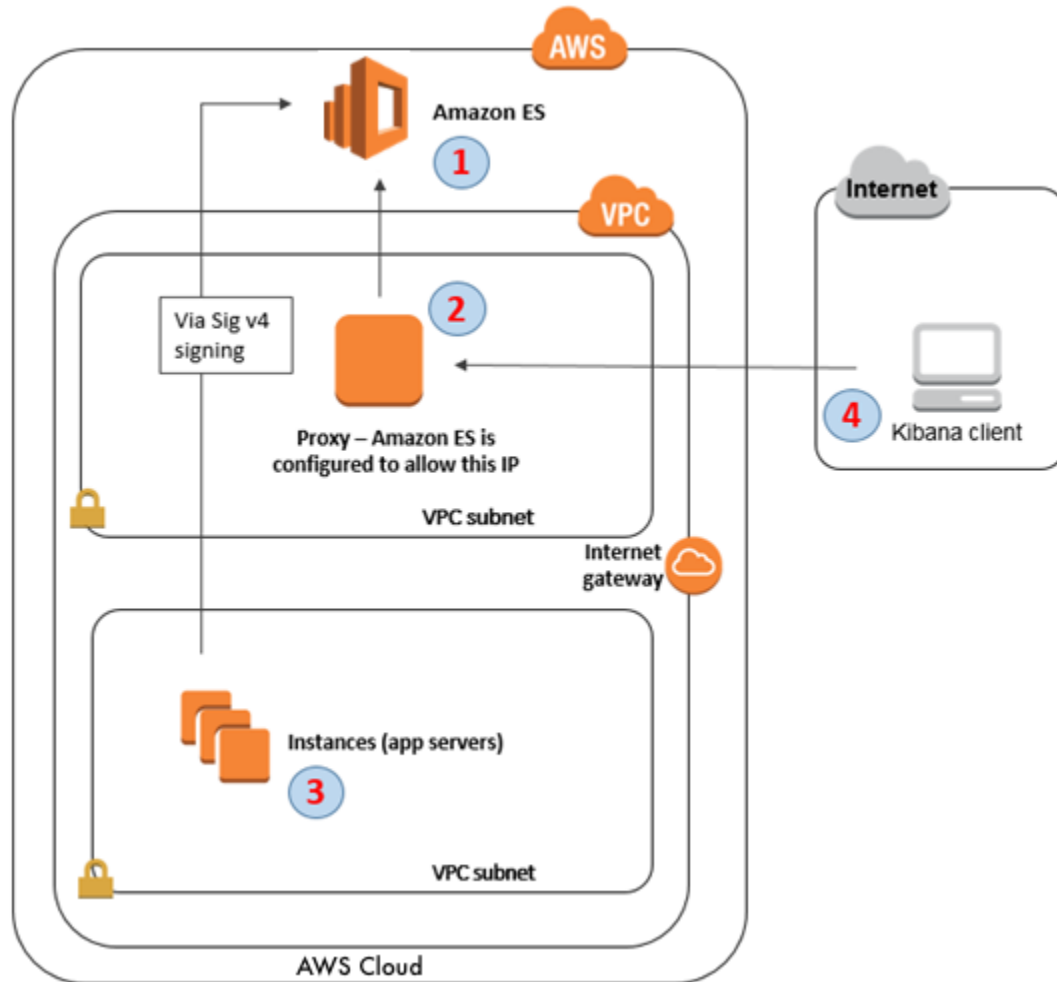 AWS
Amazon ES
1
VPC
Internet
2
Via Sig v4
signing
4
Kibana client
Proxy – Amazon ES is
configured to allow this IP
VPC subnet
Internet
gateway
Instances (app servers)
3
VPC subnet
AWS Cloud